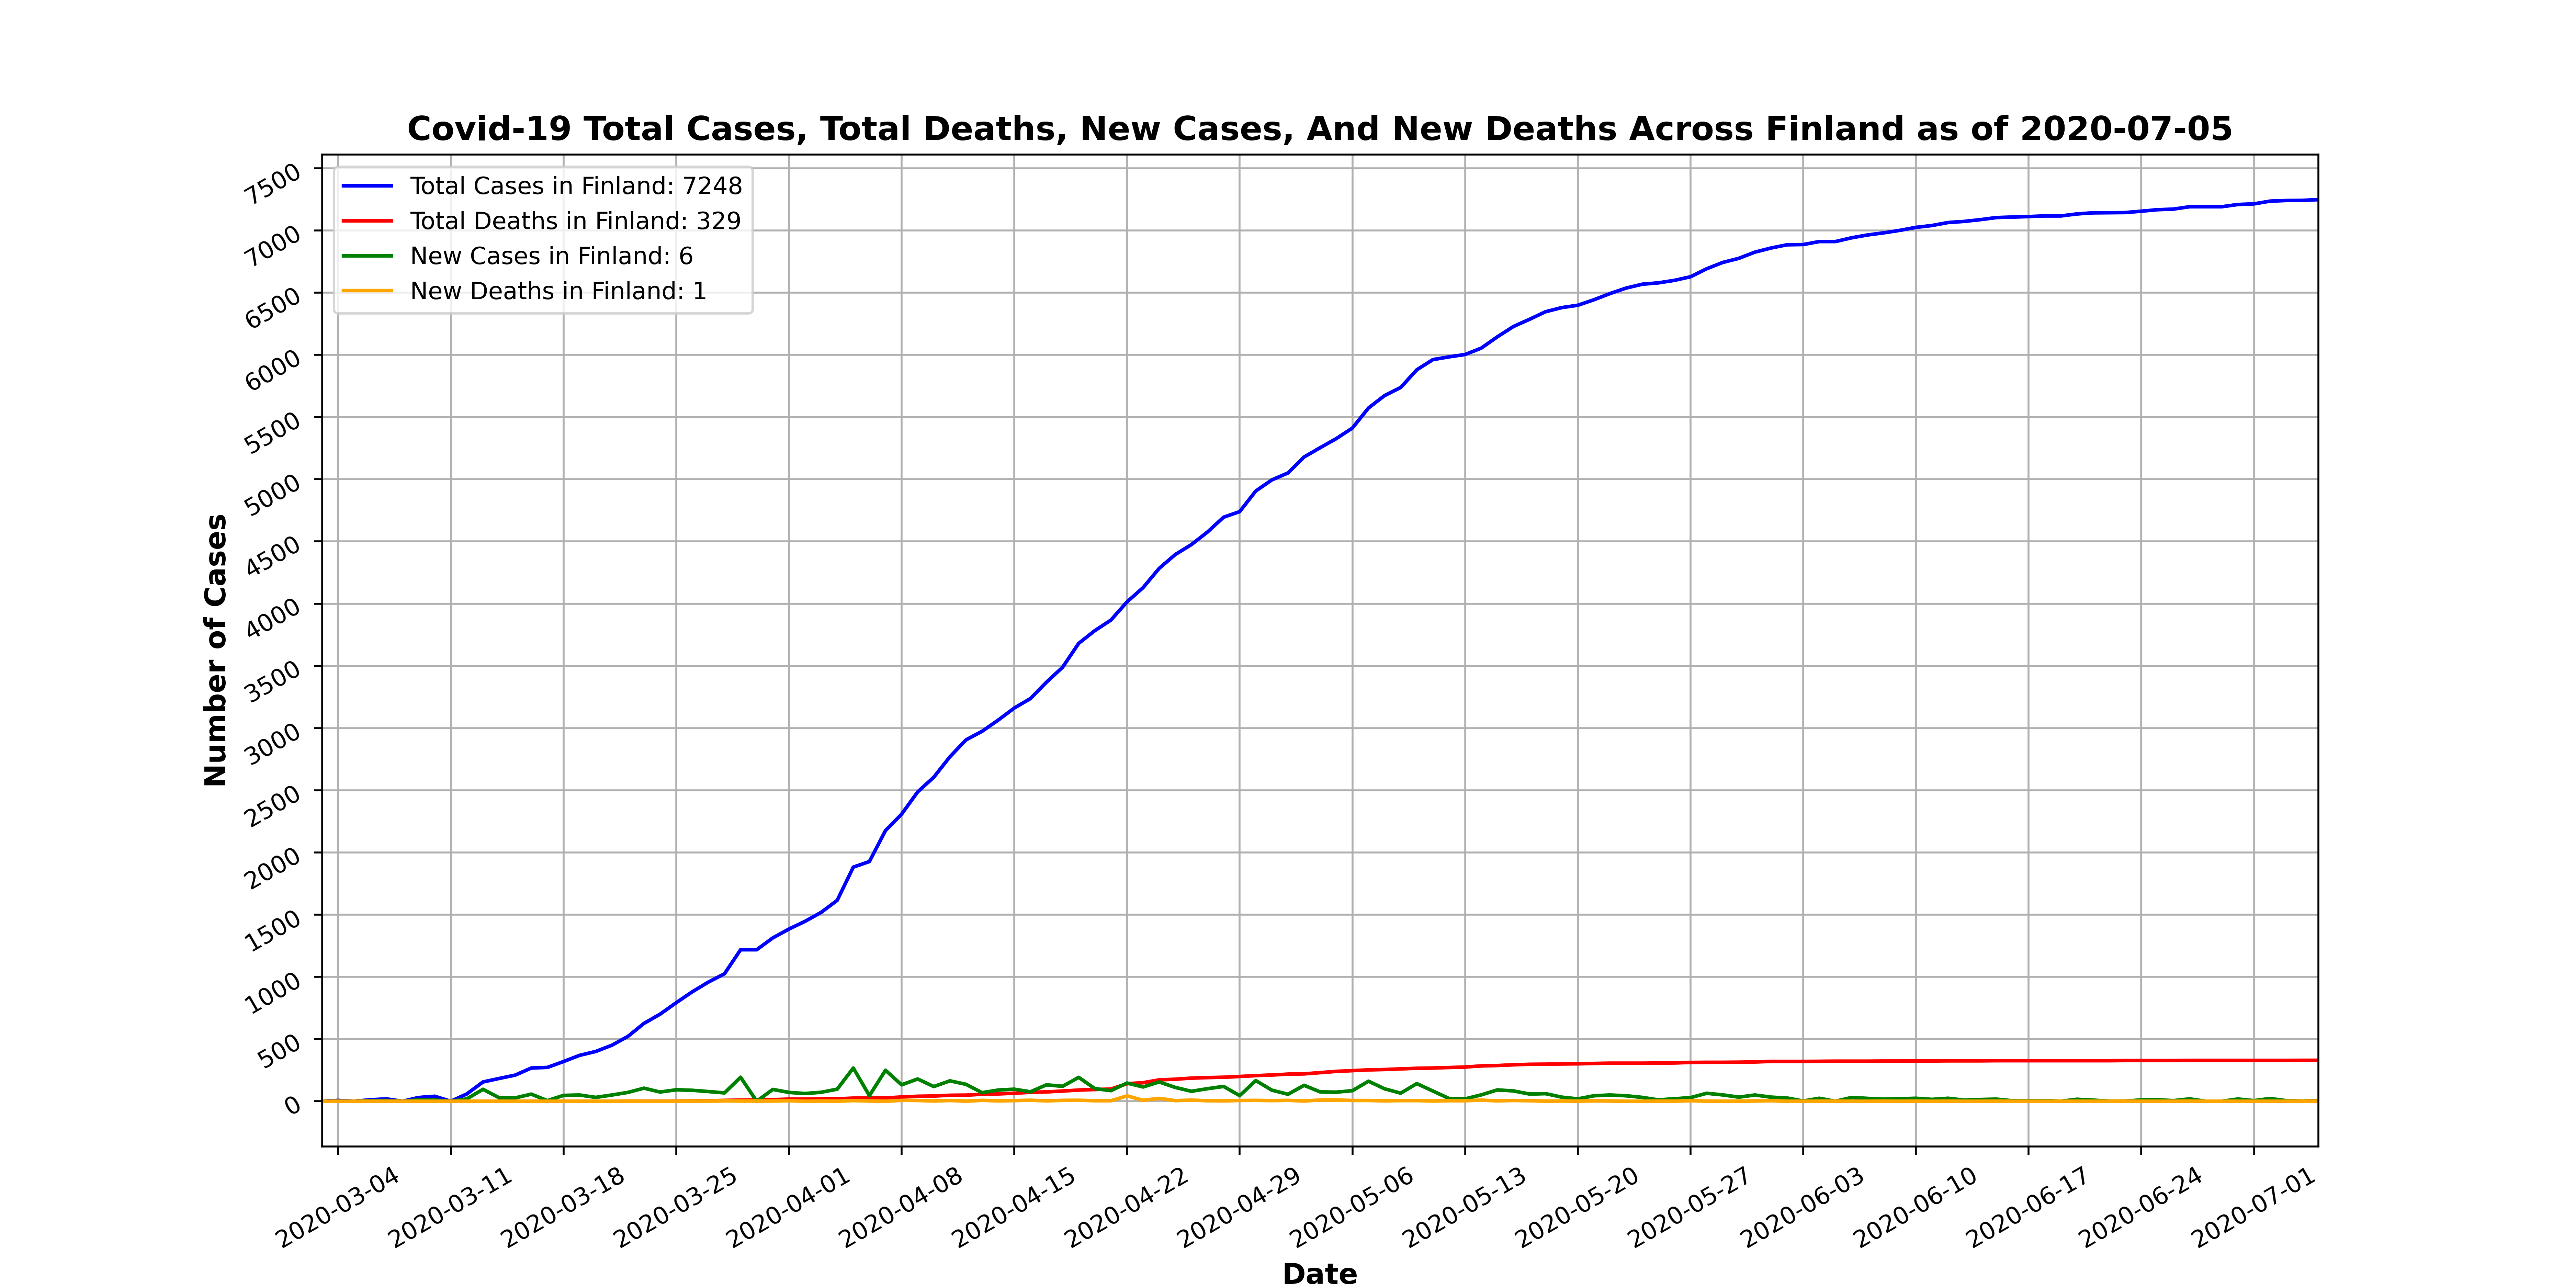 Covid-19 Total Cases, Total Deaths, New Cases, And New Deaths Across Finland as of 2020-07-05
Total Cases in Finland: 7248
Total Deaths in Finland: 329
New Cases in Finland: 6
New Deaths in Finland: 1
Number of Cases
7500
7000
6500
6000
5500
5000
4500
4000
3500
3000
2500
2000
1500
1000
500
0
2020-03-04 2020-03-11 2020-03-18 2020-03-25 2020-04-01 2020-04-08 2020-04-15 2020-04-22 2020-04-29 2020-05-06 2020-05-13 2020-05-20 2020-05-27 2020-06-03 2020-06-10 2020-06-17 2020-06-24 2020-07-01
Date